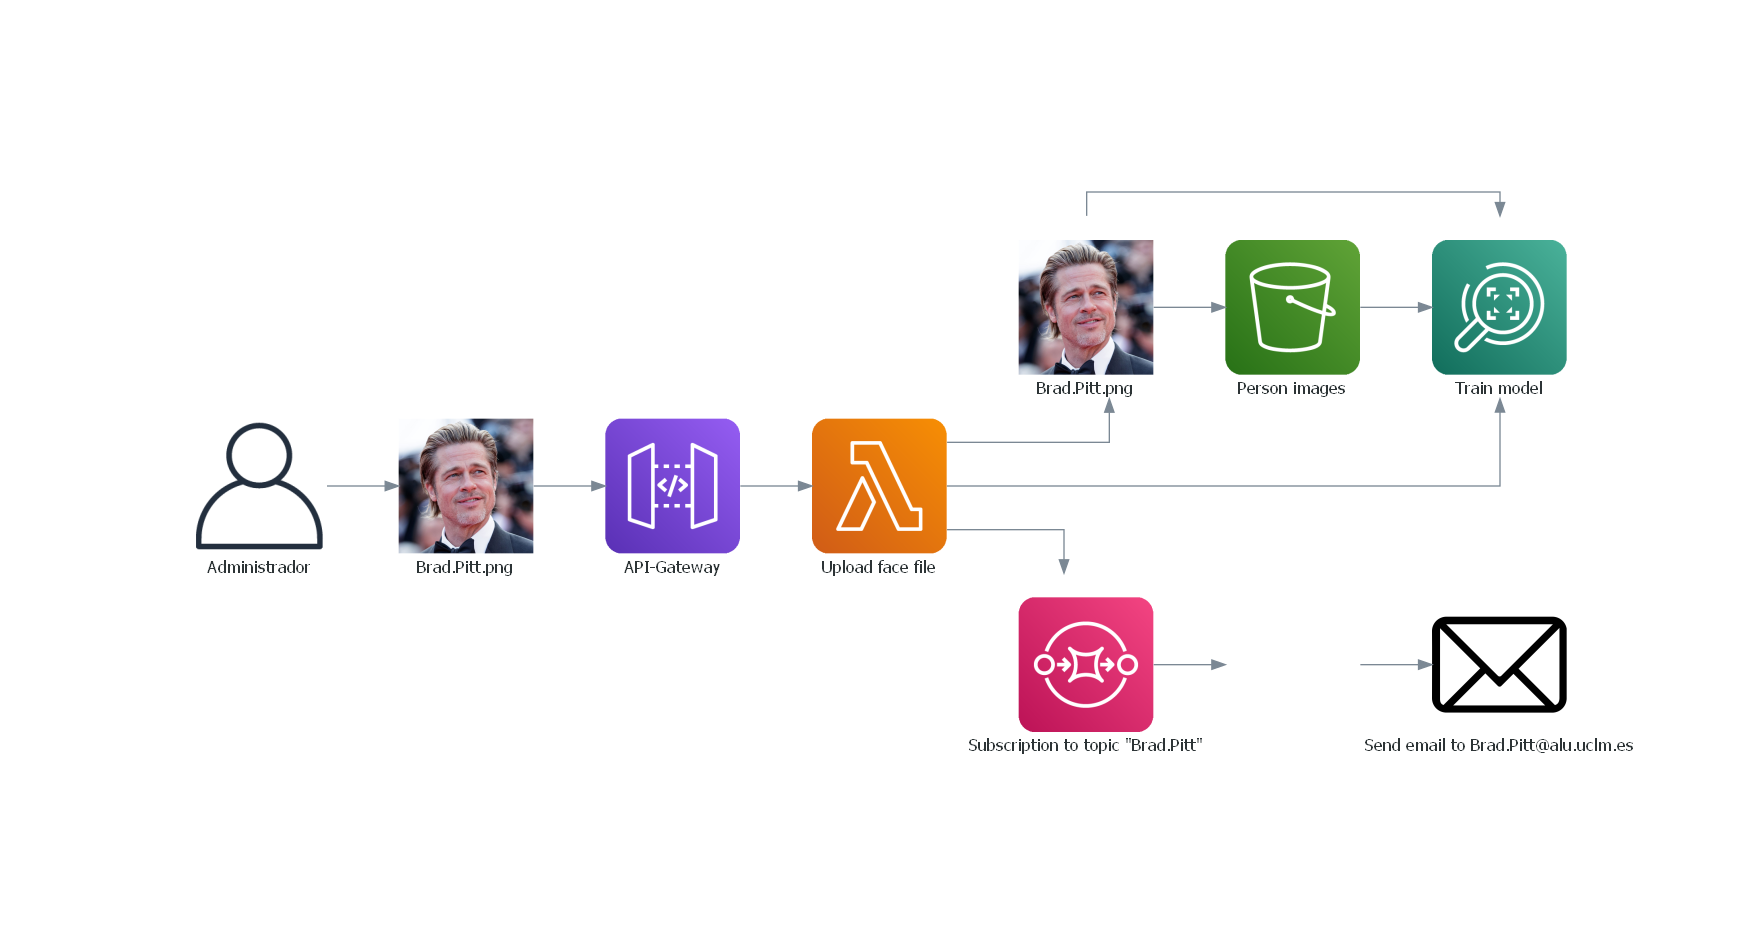 Brad.Pitt.png
Person images
Train model
Administrador
Brad.Pitt.png
API-Gateway
Upload face file
Subscription to topic "Brad.Pitt"
Send email to Brad.Pitt@alu.uclm.es